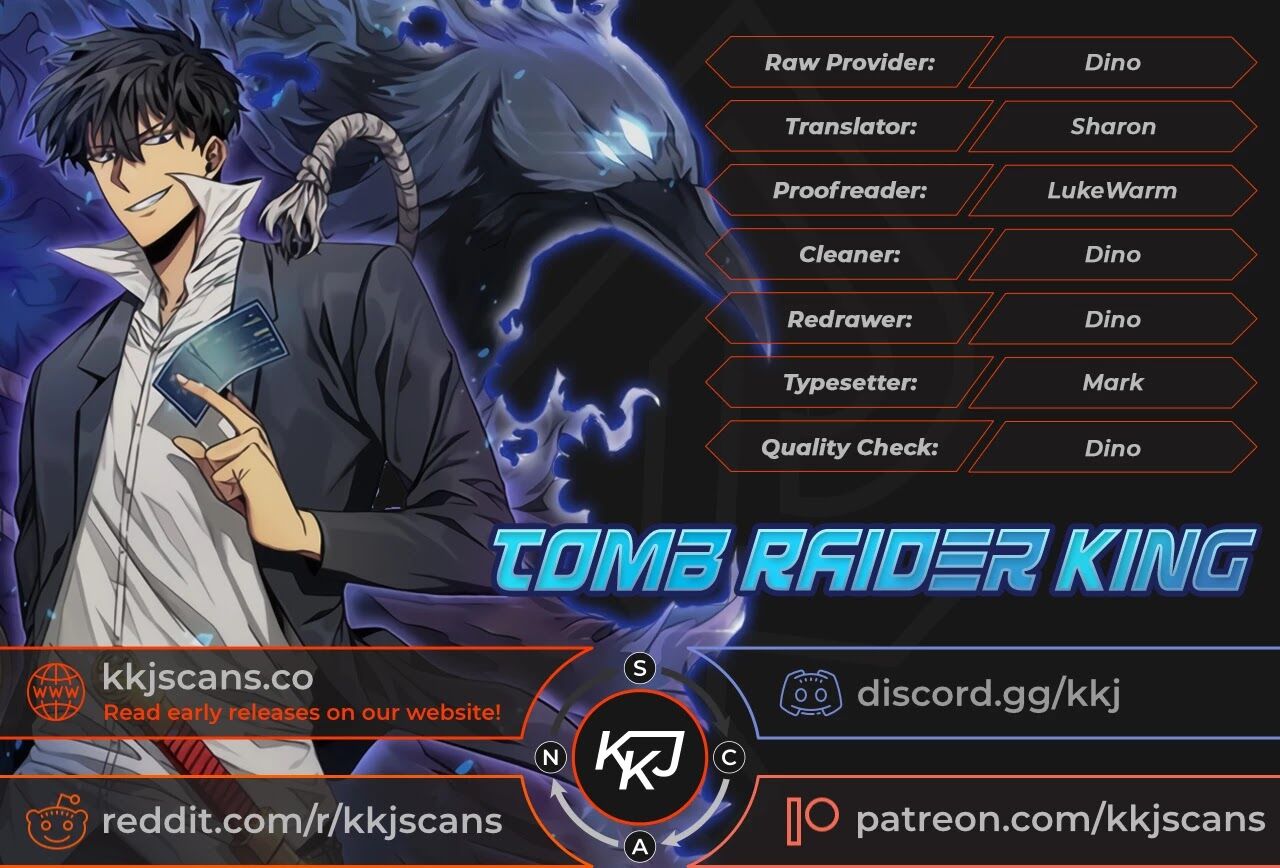 Raw Provider: Dino
Translator: Sharon
Proofreader: LukeWarm
Cleaner: Dino
Redrawer: Dino
Typesetter: Mark
Quality Check: Dino
TOMB RAIDER KING
www kkjscans.co
Read early releases on our website!
S
discord.gg/kkj
N KKJ C
reddit.com/r/kkjscans
A
patreon.com/kkjscans